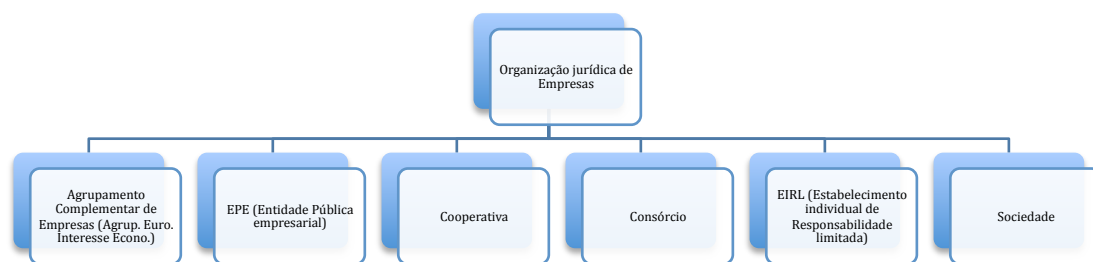 Organização jurídica de
Empresas
Agrupamento
Complementar de
Empresas (Agrup. Euro.
Interesse Econo.)
EPE (Entidade Pública
empresarial)
Cooperativa
Consórcio
EIRL (Estabelecimento
individual de
Responsabilidade
limitada)
Sociedade